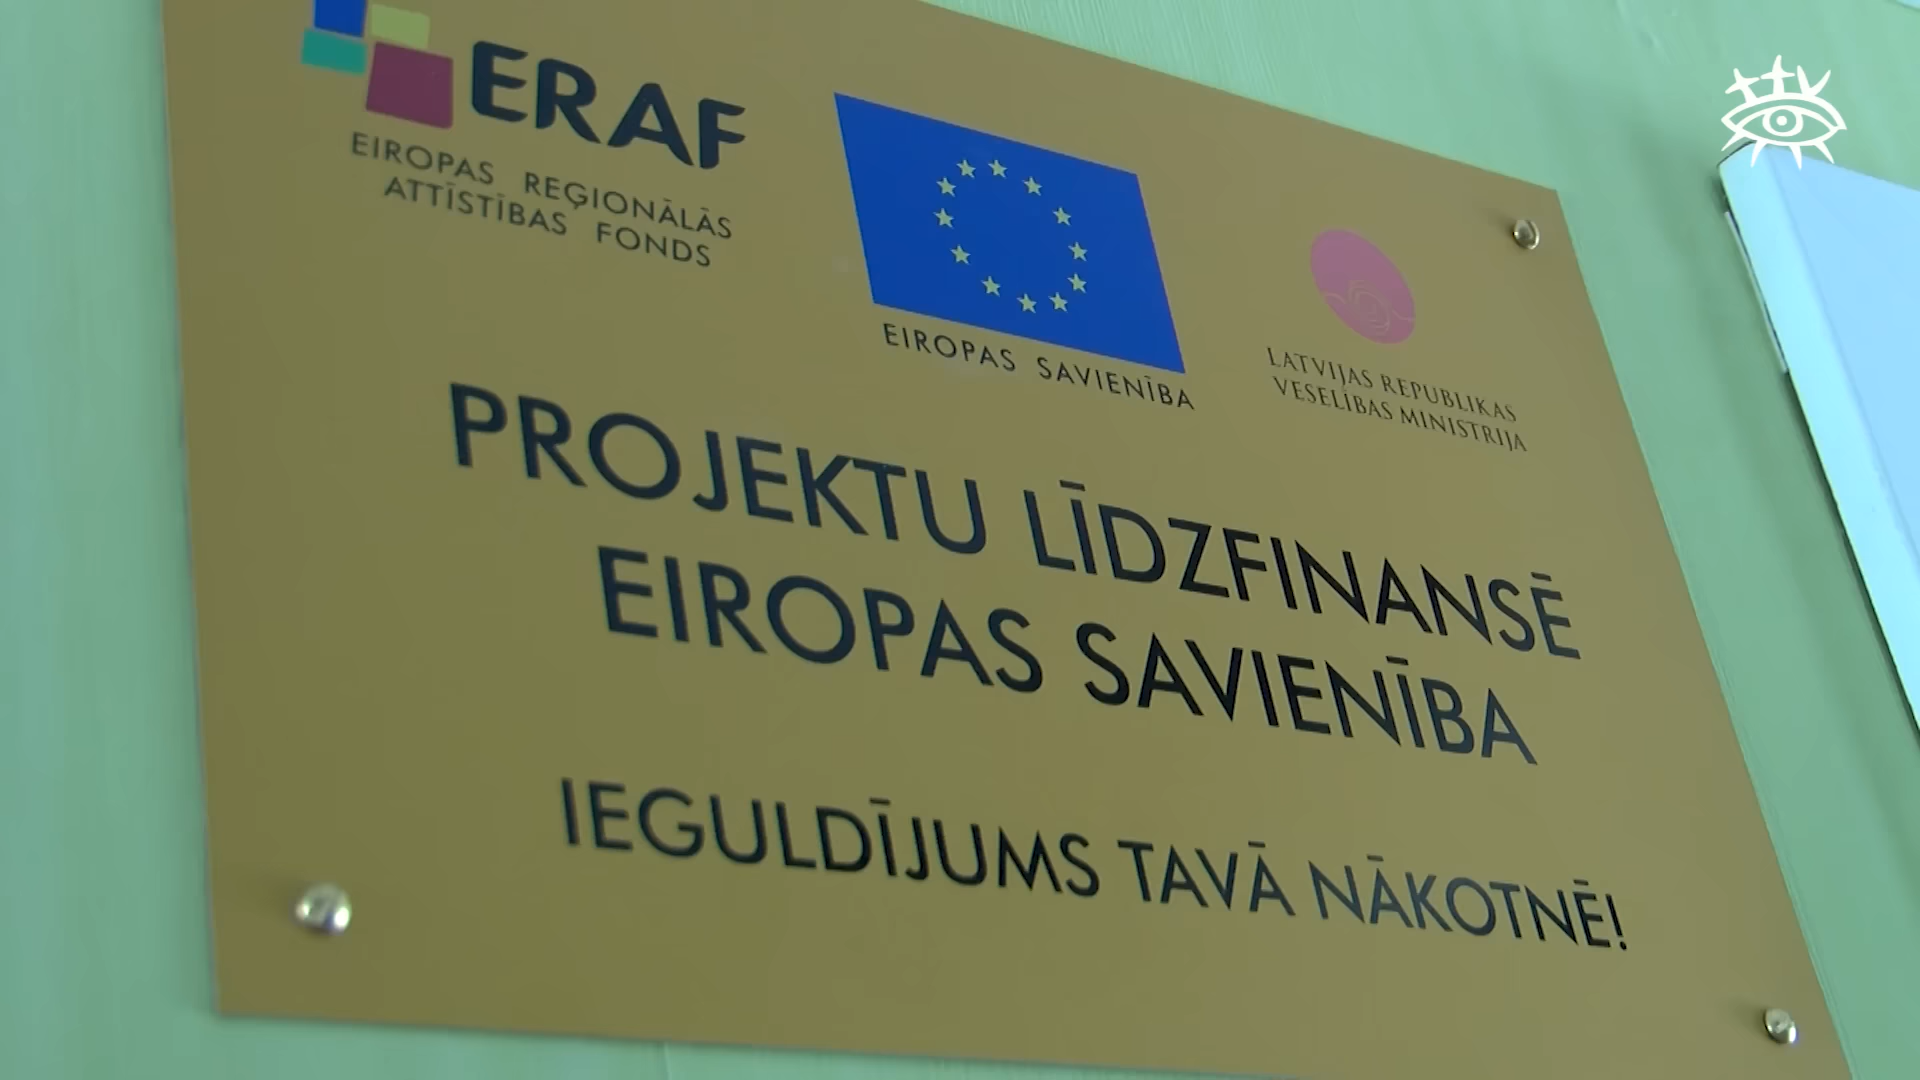 ERAF
EIROPAS REĢIONĀLĀS
ATTĪSTĪBAS FONDS
EIROPAS SAVIENĪBA
LATVIJAS REPUBLIKAS
VESELĪBAS MINISTRIJA
PROJEKTU LĪDZFINANSĒ
EIROPAS SAVIENĪBA
IEGULDĪJUMS TAVĀ NĀKOTNĒ!